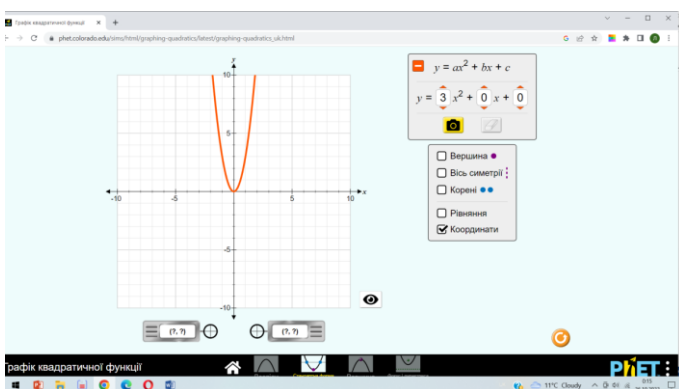 Графік квадратичної функції
phet.colorado.edu/sims/html/graphing-quadratics/latest/graphing-quadratics_uk.html
y = ax² + bx + c
y = 3 x² + 0 x + 0
Вершина
Вісь симетрії
Корені
Рівняння
Координати
y
10
5
-10 -5 5 10 x
-5
-10
(?, ?) (?, ?)
Графік квадратичної функції
PhET
11°C Cloudy